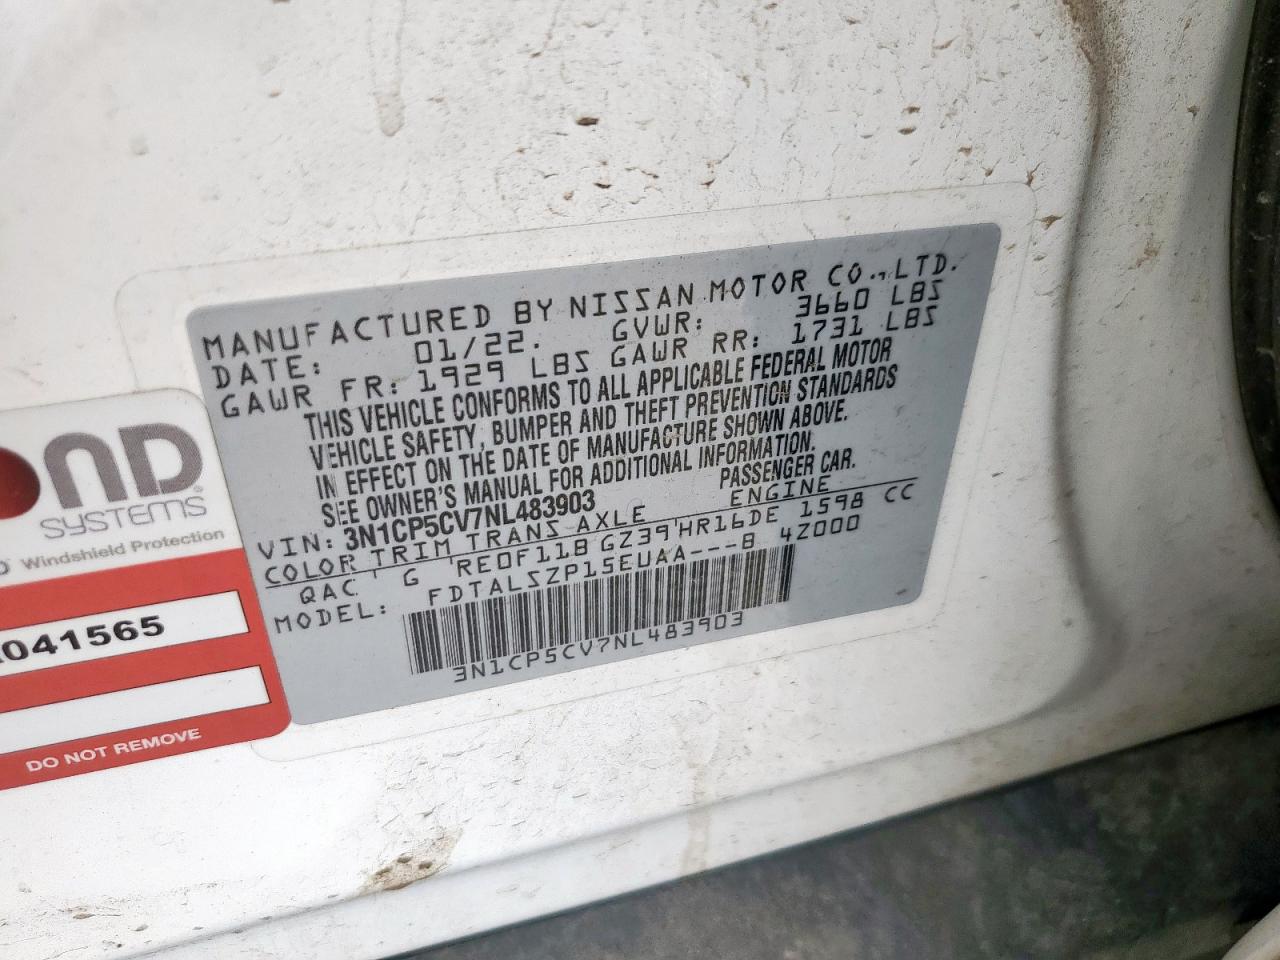 MANUFACTURED BY NISSAN MOTOR CO.,LTD.
DATE: 01/22. GVWR: 3660 LBS
GAWR FR: 1929 LBS GAWR RR: 1731 LBS
THIS VEHICLE CONFORMS TO ALL APPLICABLE FEDERAL MOTOR
VEHICLE SAFETY, BUMPER AND THEFT PREVENTION STANDARDS
IN EFFECT ON THE DATE OF MANUFACTURE SHOWN ABOVE.
SEE OWNER'S MANUAL FOR ADDITIONAL INFORMATION.
VIN: 3N1CP5CV7NL483903 PASSENGER CAR.
COLOR TRIM TRANS AXLE ENGINE
QAC G RE0F11B GZ39 HR16DE 1598 CC
MODEL: FDTALSZP15EUAA---B 4Z000
3N1CP5CV7NL483903
ND
SYSTEMS
Windshield Protection
041565
DO NOT REMOVE